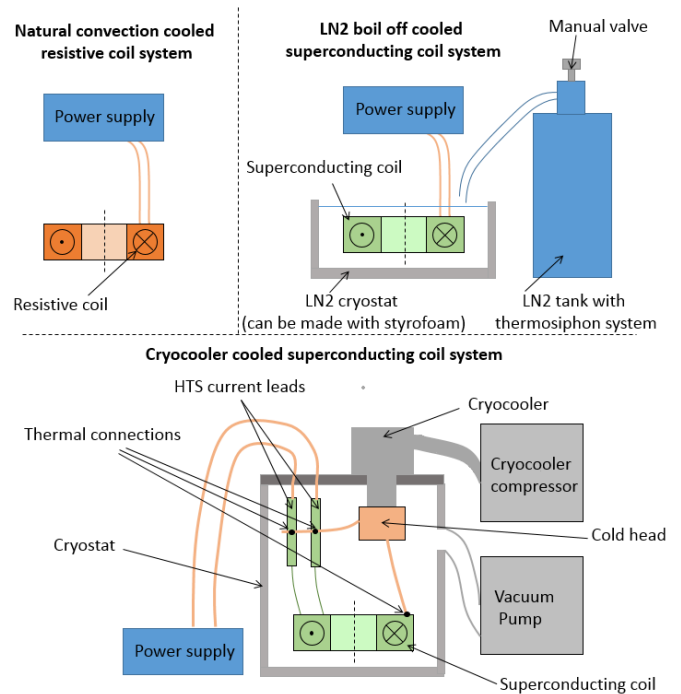 Natural convection cooled
resistive coil system
Power supply
Resistive coil
LN2 boil off cooled
superconducting coil system
Manual valve
Power supply
Superconducting coil
LN2 cryostat
(can be made with styrofoam)
LN2 tank with
thermosiphon system
Cryocooler cooled superconducting coil system
HTS current leads
Thermal connections
Cryostat
Power supply
Cryocooler
Cryocooler
compressor
Cold head
Vacuum
Pump
Superconducting coil